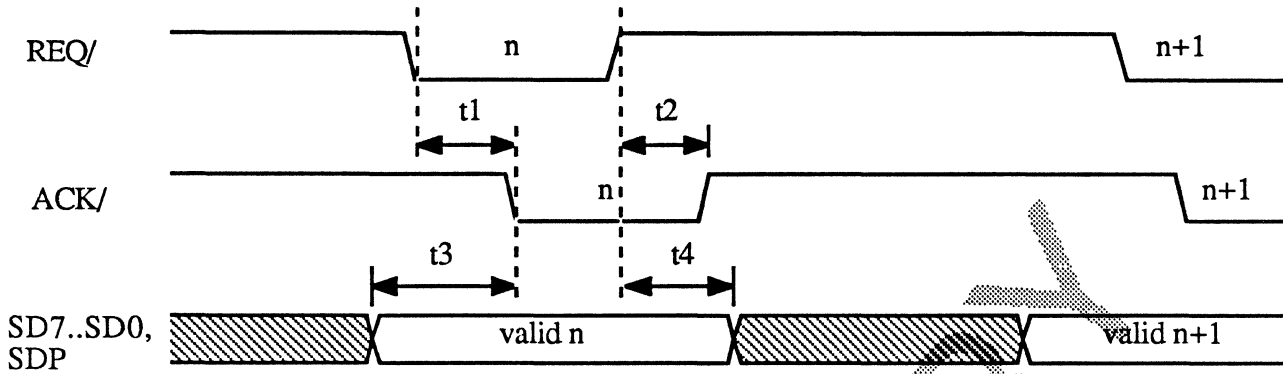 REQ/
n
n+1
t1
t2
ACK/
n
n+1
t3
t4
SD7..SD0,
SDP
valid n
valid n+1